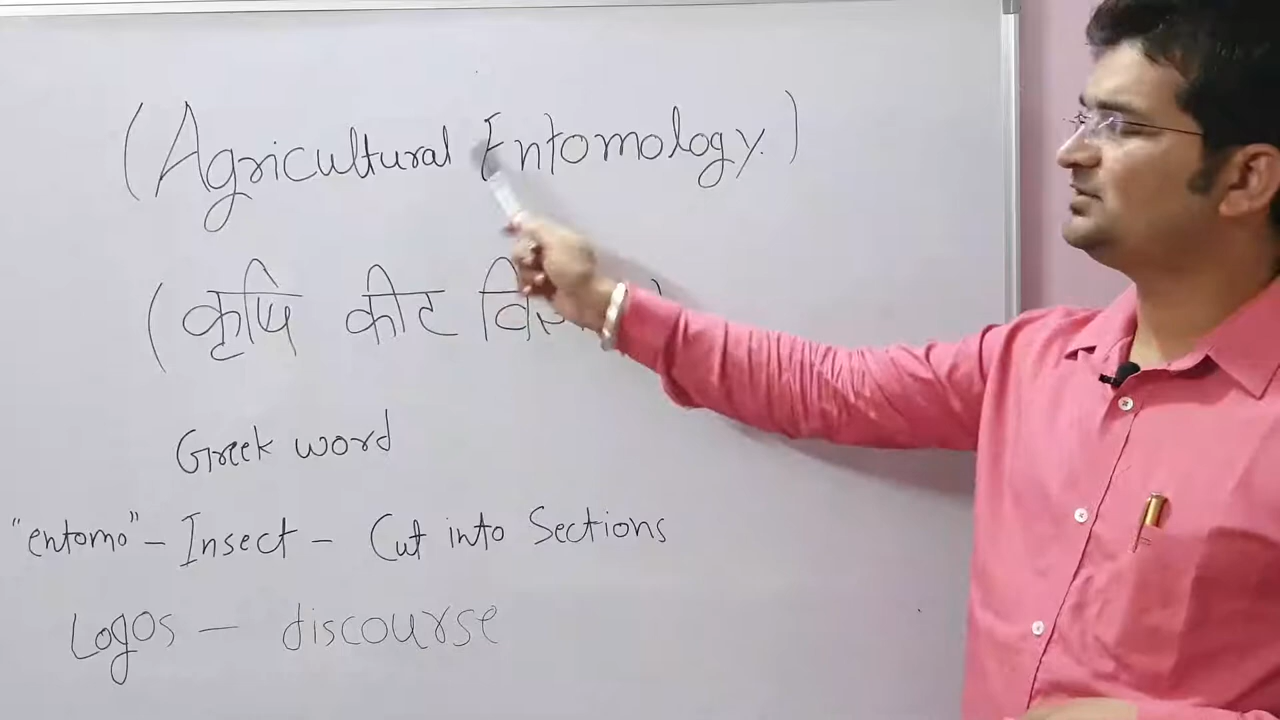 (Agricultural Entomology.)
(कृषि कीट
Greek word
"entomo" - Insect - Cut into Sections
Logos - discourse